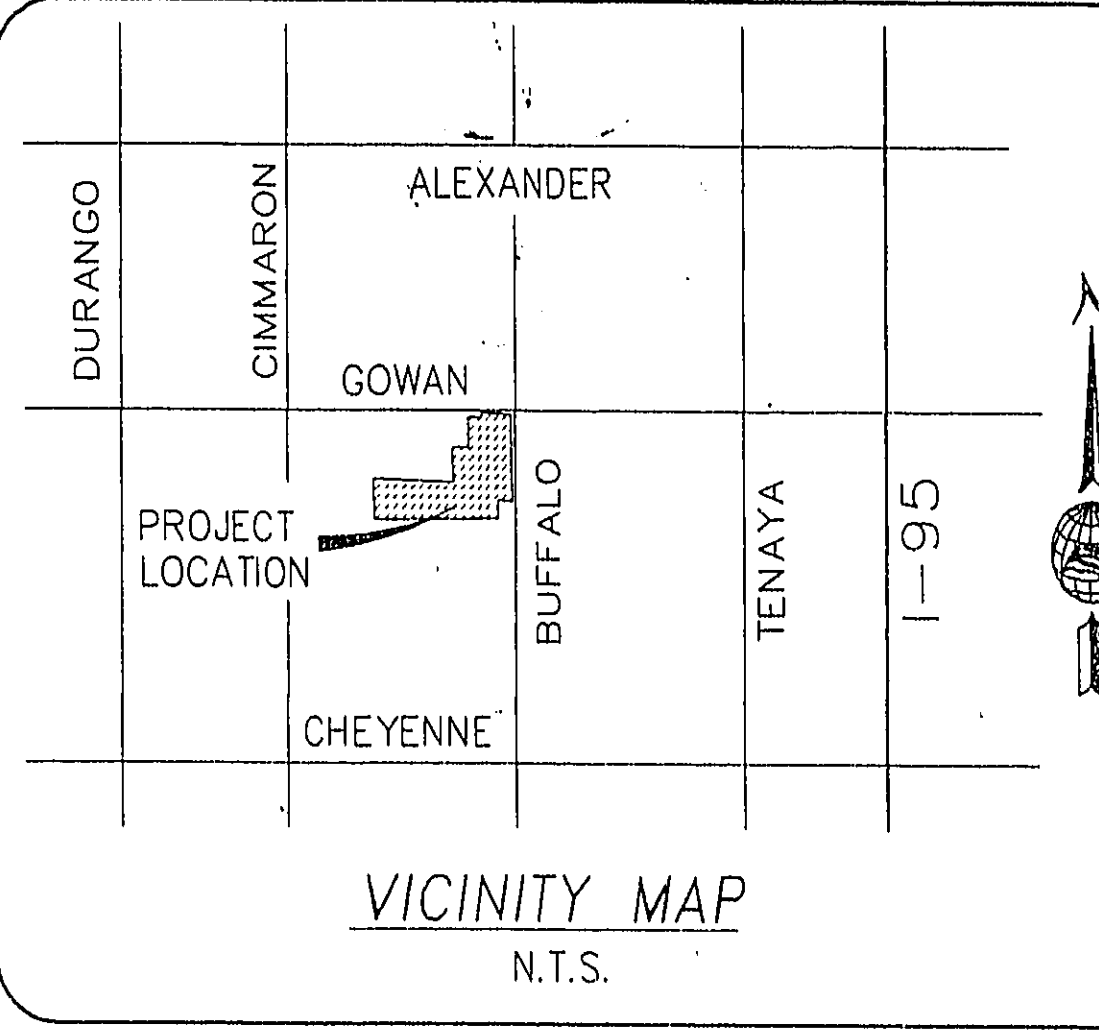 ALEXANDER
DURANGO
CIMMARON
GOWAN
PROJECT
LOCATION
BUFFALO
TENAYA
I-95
CHEYENNE
VICINITY MAP
N.T.S.